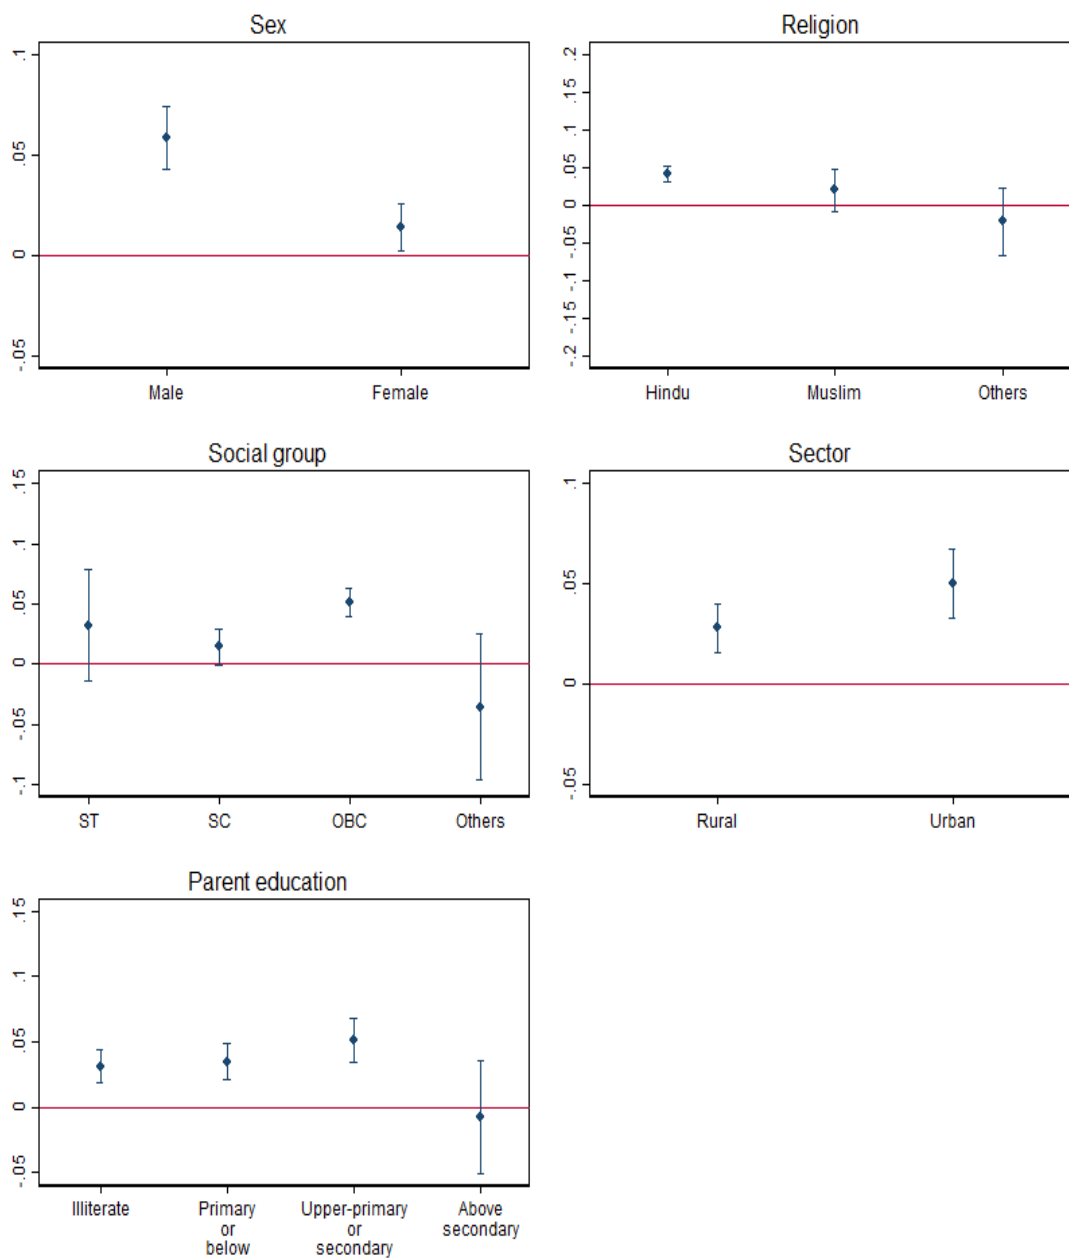 Sex
.1
.05
0
-.05
Male Female
Religion
.2
.15
.1
.05
0
-.05
-.1
-.15
-.2
Hindu Muslim Others
Social group
.15
.1
.05
0
-.05
-.1
ST SC OBC Others
Sector
.1
.05
0
-.05
Rural Urban
Parent education
.15
.1
.05
0
-.05
Illiterate Primary Upper-primary Above
or or secondary
below secondary